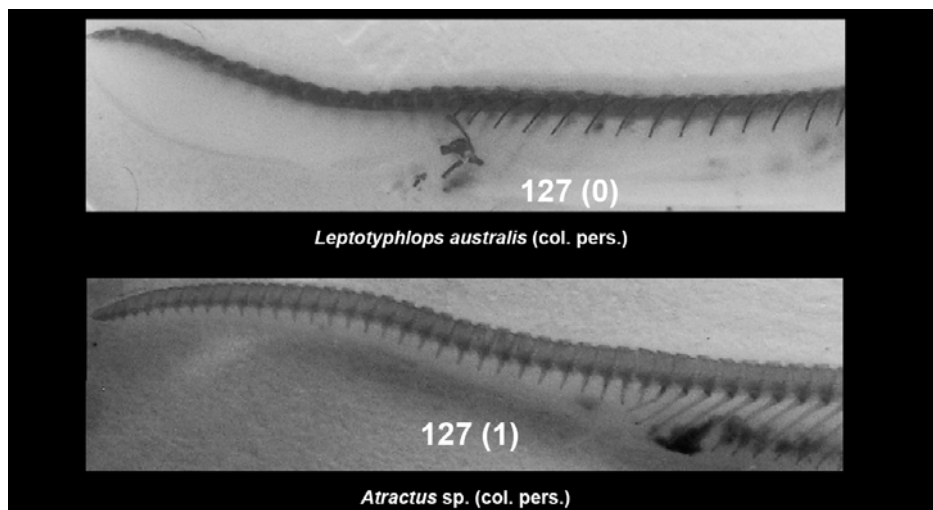 127 (0)
Leptotyphlops australis (col. pers.)
127 (1)
Atractus sp. (col. pers.)